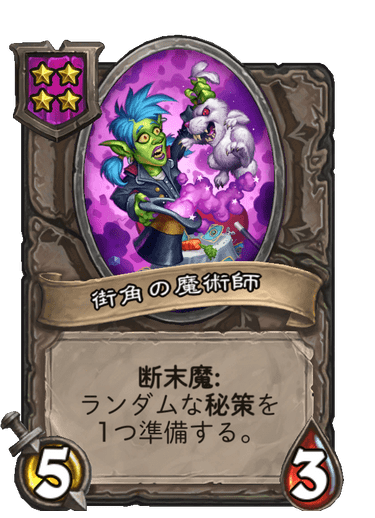 街角の魔術師
断末魔:
ランダムな秘策を
1つ準備する。
5
3